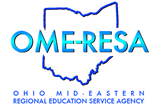 OME-RESA
OHIO MID-EASTERN
REGIONAL EDUCATION SERVICE AGENCY